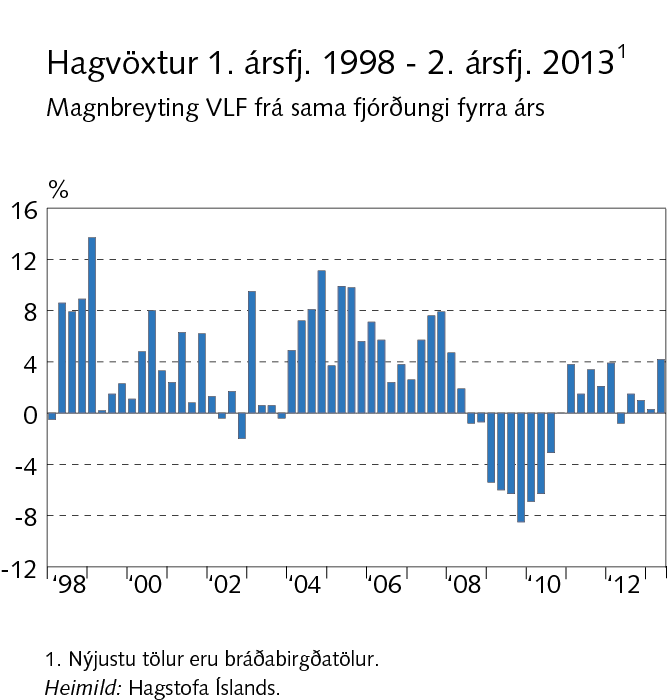 Hagvöxtur 1. ársfj. 1998 - 2. ársfj. 2013¹
Magnbreyting VLF frá sama fjórðungi fyrra árs
%
16
12
8
4
0
-4
-8
-12
‘98 ‘00 ‘02 ‘04 ‘06 ‘08 ‘10 ‘12
1. Nýjustu tölur eru bráðabirgðatölur.
Heimild: Hagstofa Íslands.